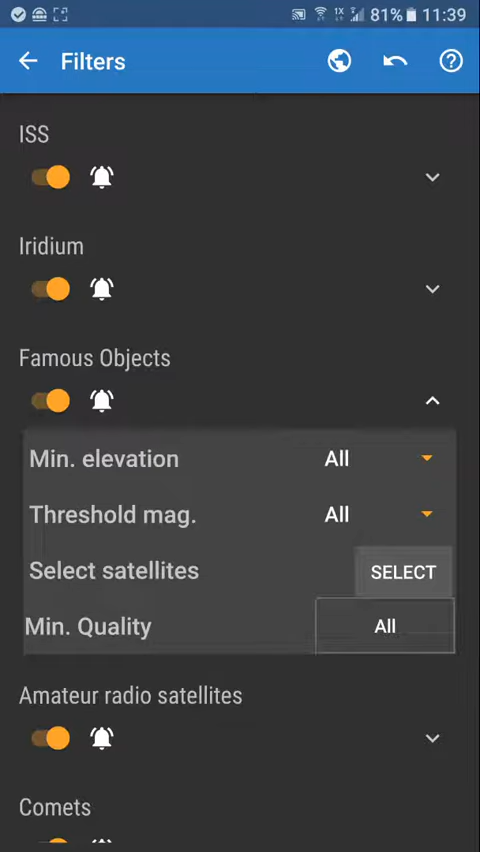 1X
81% 11:39
Filters
ISS
Iridium
Famous Objects
Min. elevation All
Threshold mag. All
Select satellites SELECT
Min. Quality All
Amateur radio satellites
Comets